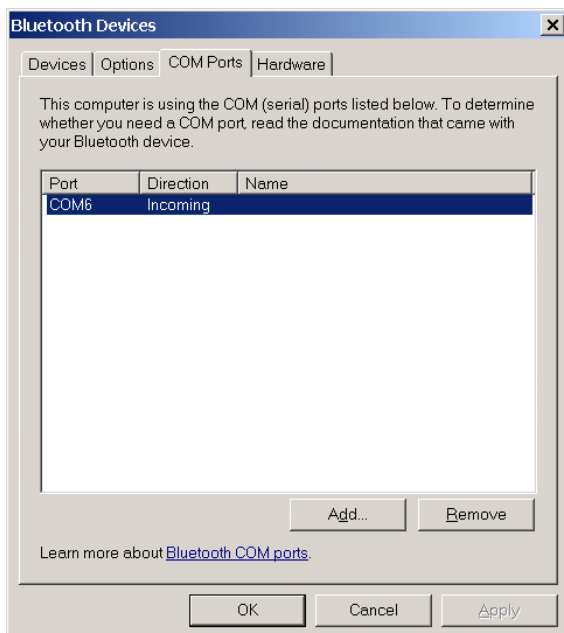 Bluetooth Devices
Devices Options COM Ports Hardware
This computer is using the COM (serial) ports listed below. To determine
whether you need a COM port, read the documentation that came with
your Bluetooth device.
Port Direction Name
COM6 Incoming
Add... Remove
Learn more about Bluetooth COM ports.
OK Cancel Apply